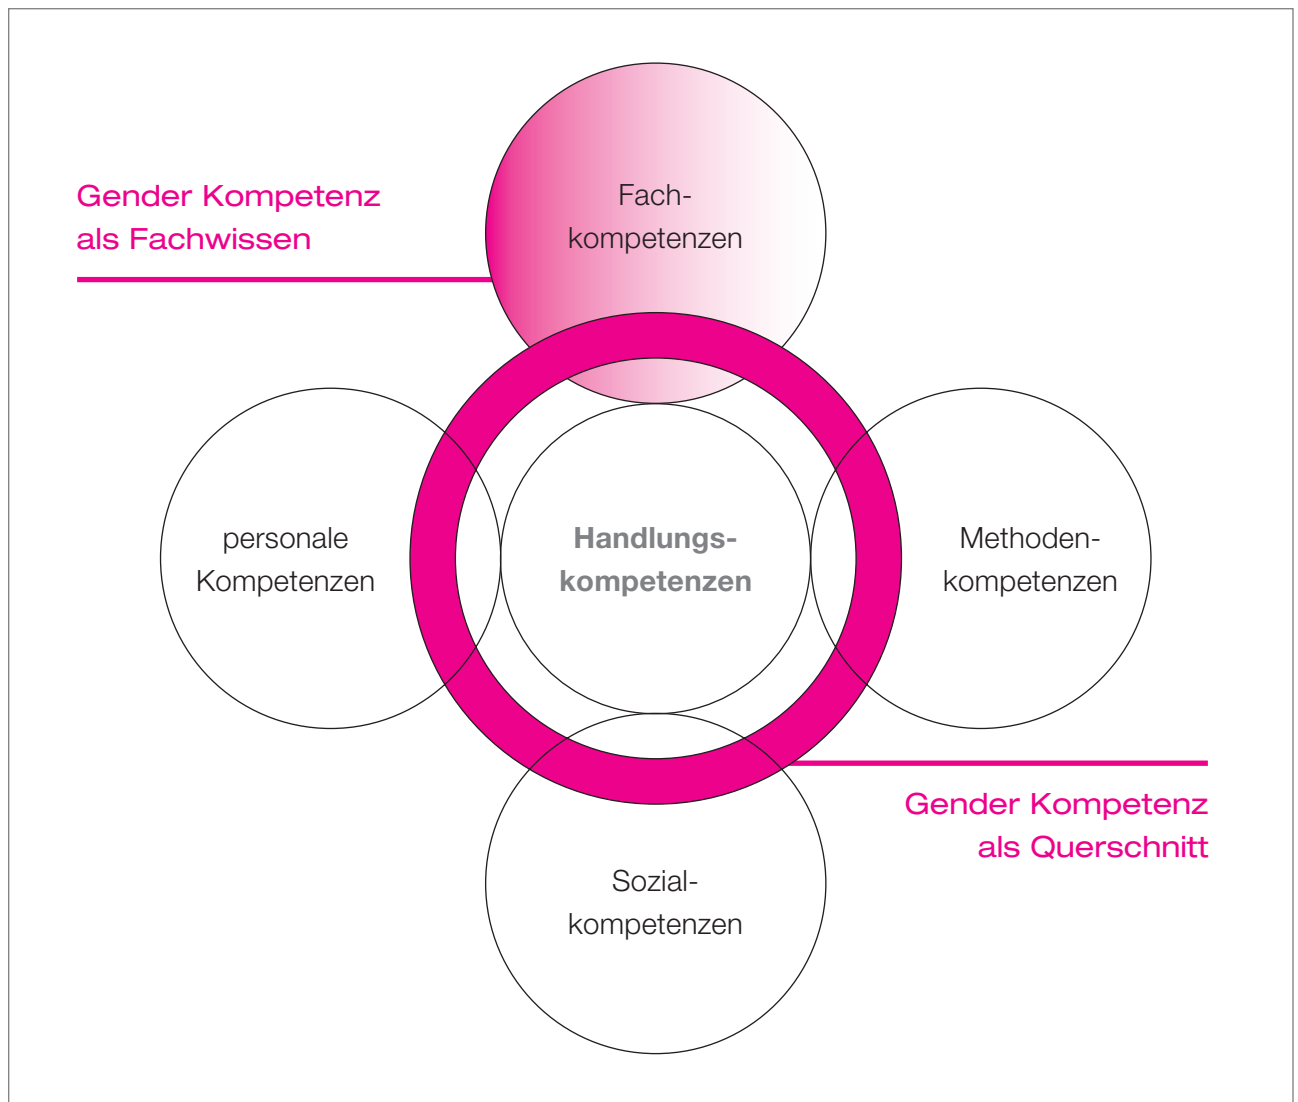 Gender Kompetenz
als Fachwissen
Fach-
kompetenzen
personale
Kompetenzen
Handlungs-
kompetenzen
Methoden-
kompetenzen
Gender Kompetenz
als Querschnitt
Sozial-
kompetenzen